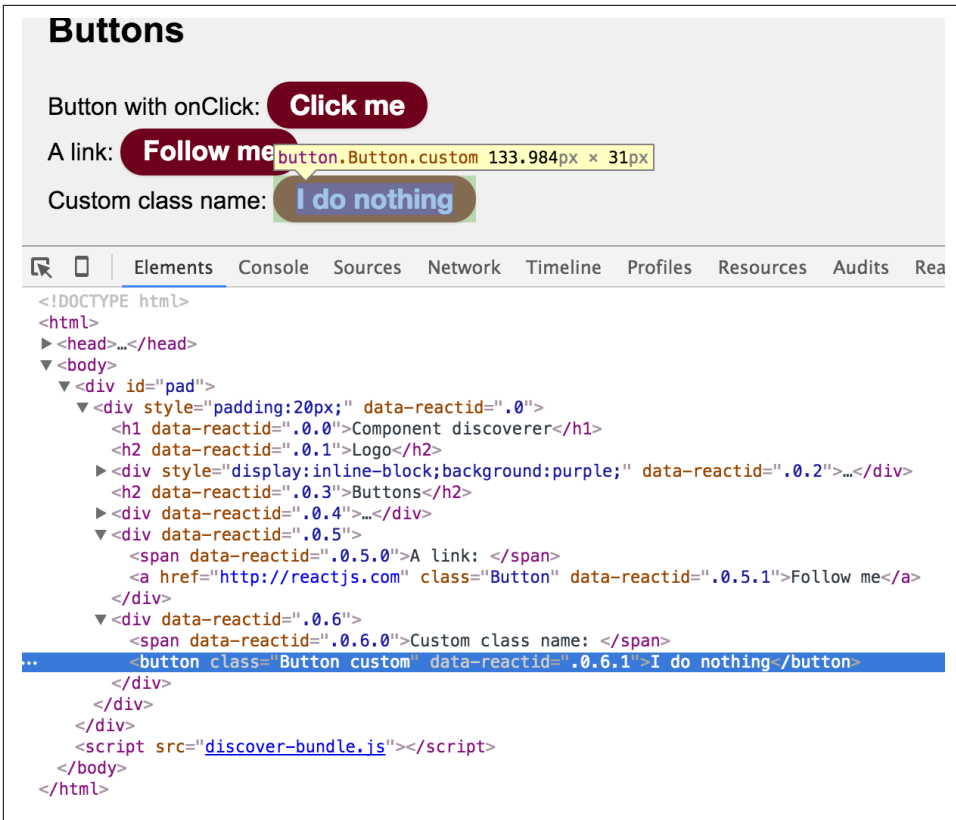 Buttons
Button with onClick: Click me
A link: Follow me
button.Button.custom 133.984px × 31px
Custom class name: I do nothing
Elements Console Sources Network Timeline Profiles Resources Audits Rea
<!DOCTYPE html>
<html>
▶<head>…</head>
▼<body>
▼<div id="pad">
▼<div style="padding:20px;" data-reactid=".0">
<h1 data-reactid=".0.0">Component discoverer</h1>
<h2 data-reactid=".0.1">Logo</h2>
▶<div style="display:inline-block;background:purple;" data-reactid=".0.2">…</div>
<h2 data-reactid=".0.3">Buttons</h2>
▶<div data-reactid=".0.4">…</div>
▼<div data-reactid=".0.5">
<span data-reactid=".0.5.0">A link: </span>
<a href="http://reactjs.com" class="Button" data-reactid=".0.5.1">Follow me</a>
</div>
▼<div data-reactid=".0.6">
<span data-reactid=".0.6.0">Custom class name: </span>
…<button class="Button custom" data-reactid=".0.6.1">I do nothing</button>
</div>
</div>
</div>
<script src="discover-bundle.js"></script>
</body>
</html>